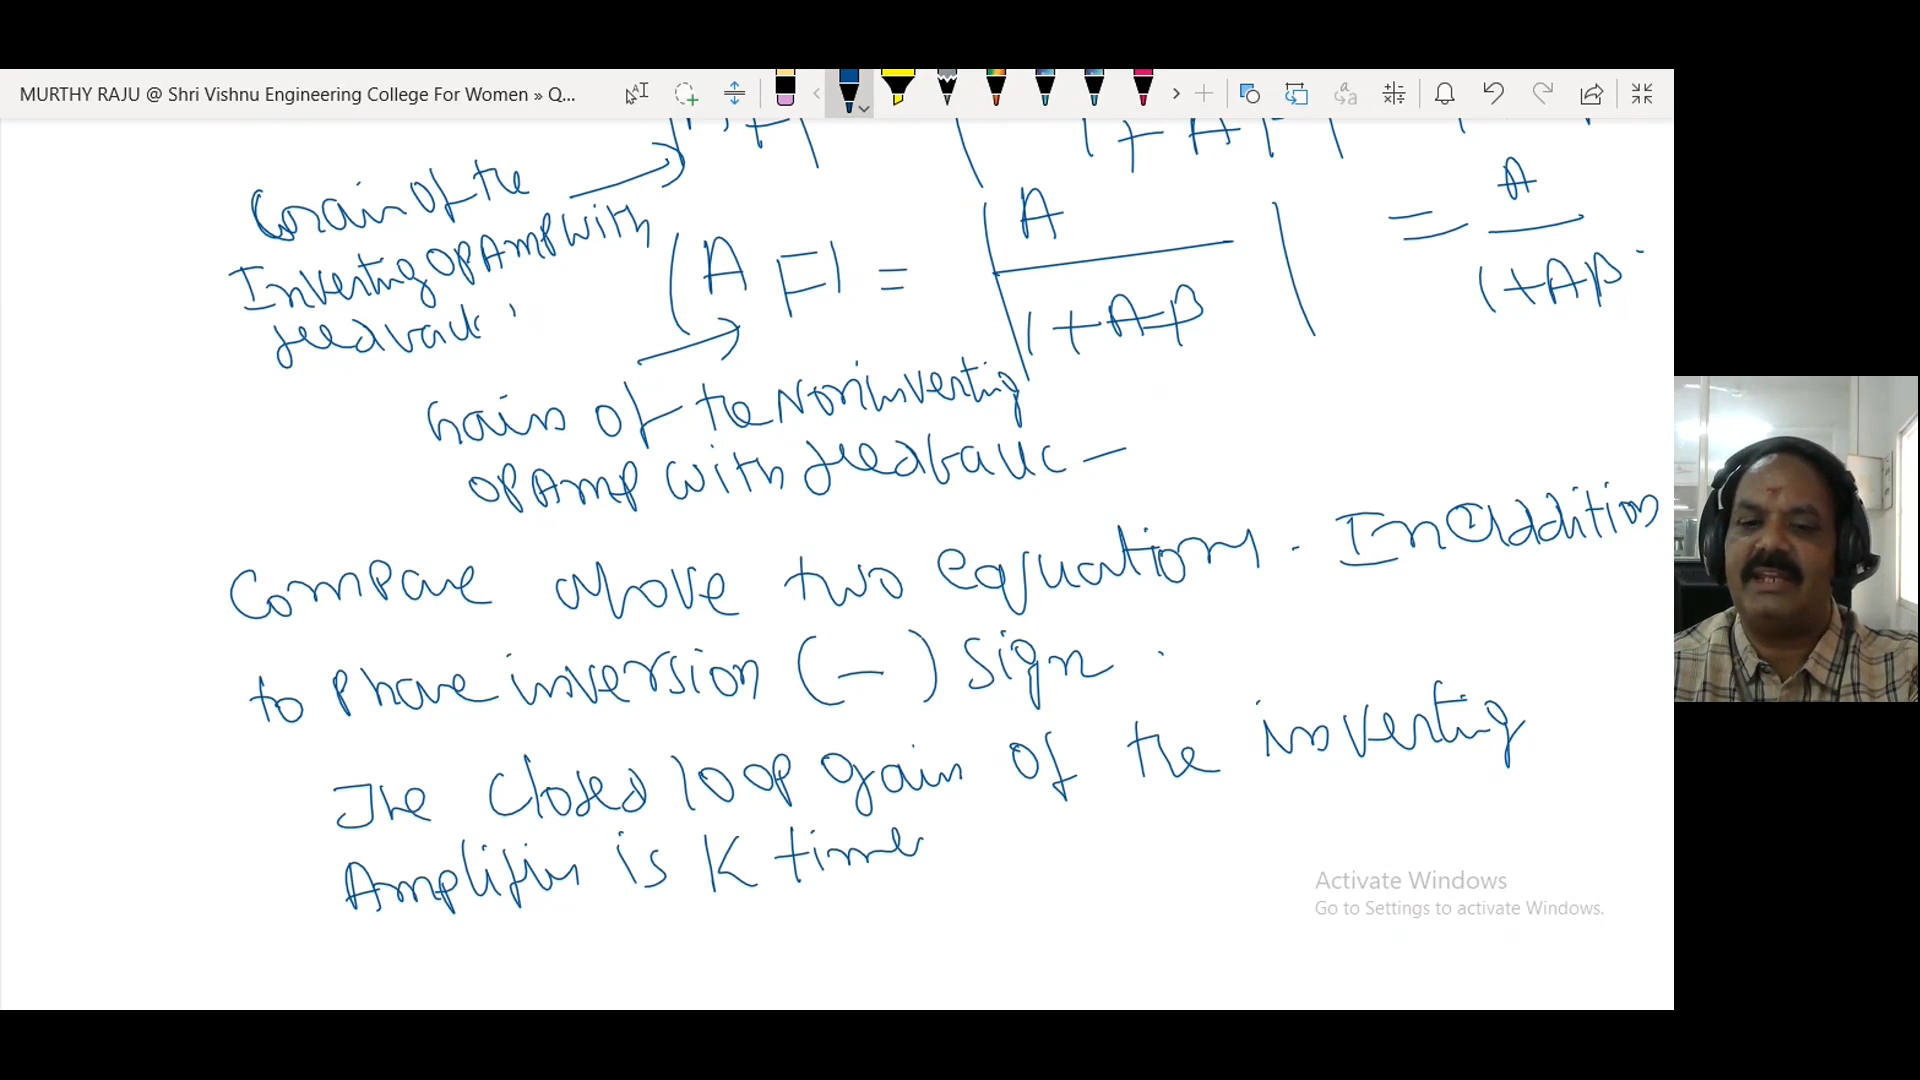 MURTHY RAJU @ Shri Vishnu Engineering College For Women » Q...
Gain of the
Inverting OPAmp with
feedback
|AF| = |A / 1+Aβ| = A / 1+Aβ
Gain of the Noninverting
OPAmp with feedback
Compare above two equations. In addition
to phase inversion (-) sign.
The closed loop gain of the inverting
Amplifier is K time
Activate Windows
Go to Settings to activate Windows.